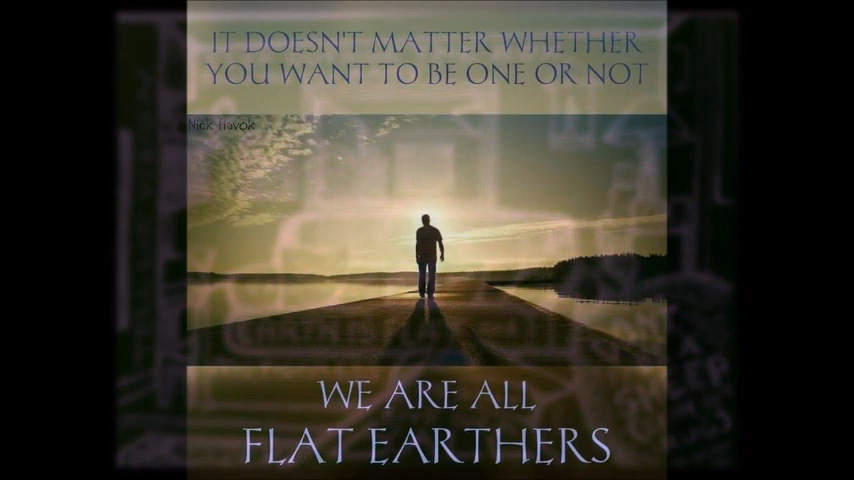 IT DOESN'T MATTER WHETHER
YOU WANT TO BE ONE OR NOT
Nick Havok
WE ARE ALL
FLAT EARTHERS